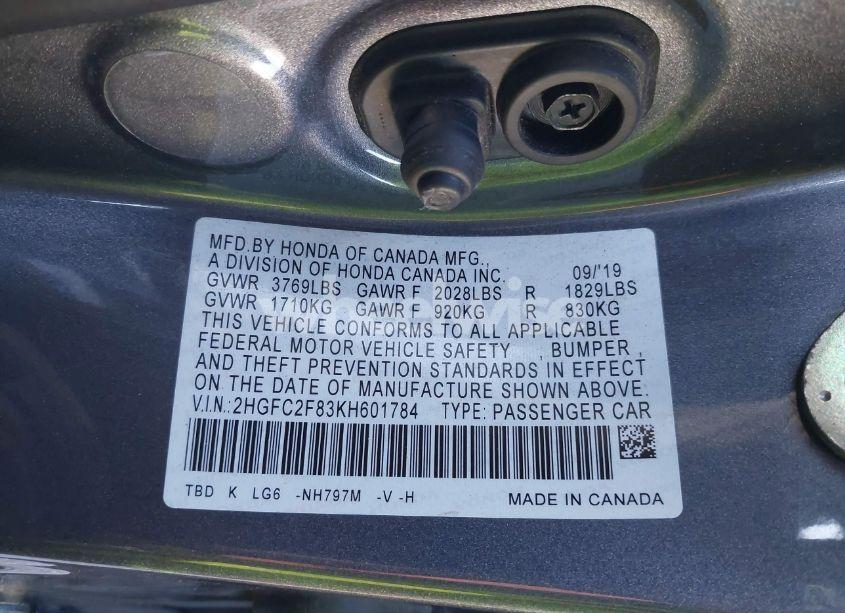 MFD.BY HONDA OF CANADA MFG.,
A DIVISION OF HONDA CANADA INC. 09/'19
GVWR 3769LBS GAWR F 2028LBS R 1829LBS
GVWR 1710KG GAWR F 920KG R 830KG
THIS VEHICLE CONFORMS TO ALL APPLICABLE
FEDERAL MOTOR VEHICLE SAFETY , BUMPER ,
AND THEFT PREVENTION STANDARDS IN EFFECT
ON THE DATE OF MANUFACTURE SHOWN ABOVE.
V.I.N.:2HGFC2F83KH601784 TYPE: PASSENGER CAR
TBD K LG6 -NH797M -V -H MADE IN CANADA